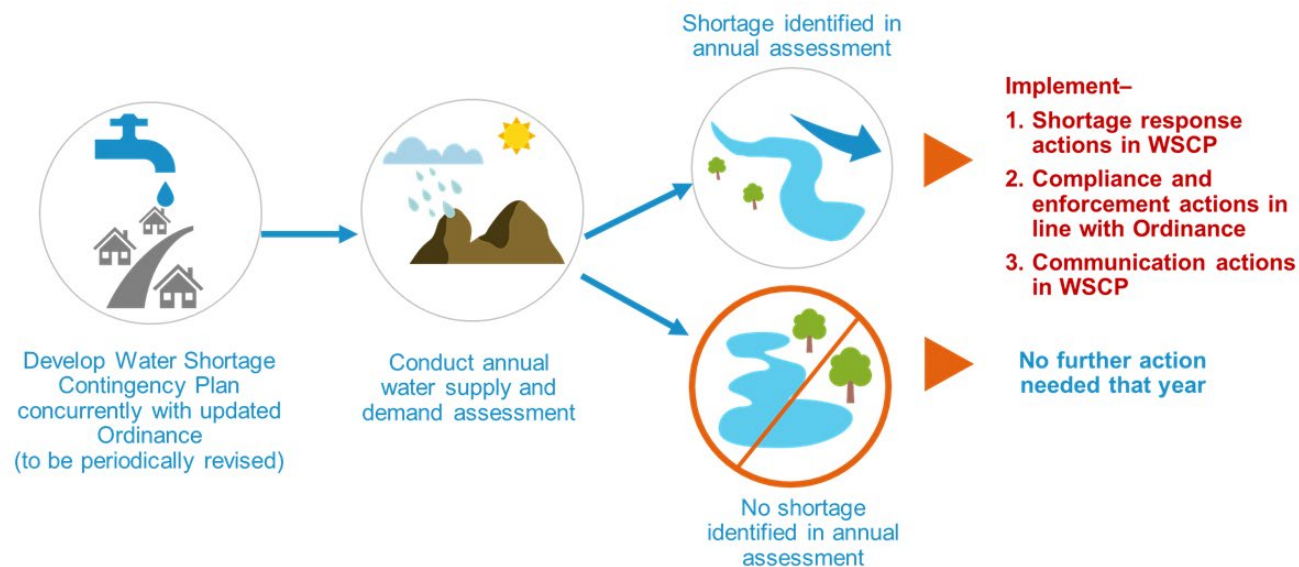 Develop Water Shortage
Contingency Plan
concurrently with updated
Ordinance
(to be periodically revised)
Conduct annual
water supply and
demand assessment
Shortage identified in
annual assessment
Implement–
1. Shortage response
actions in WSCP
2. Compliance and
enforcement actions in
line with Ordinance
3. Communication actions
in WSCP
No shortage
identified in annual
assessment
No further action
needed that year